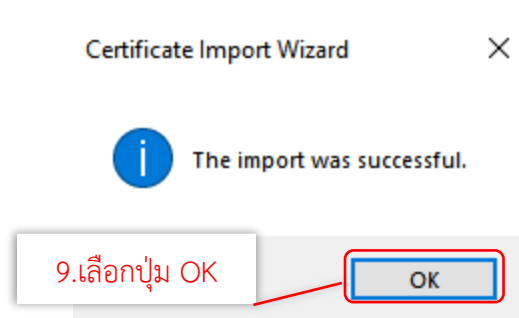 Certificate Import Wizard
The import was successful.
9.เลือกปุ่ม OK
OK